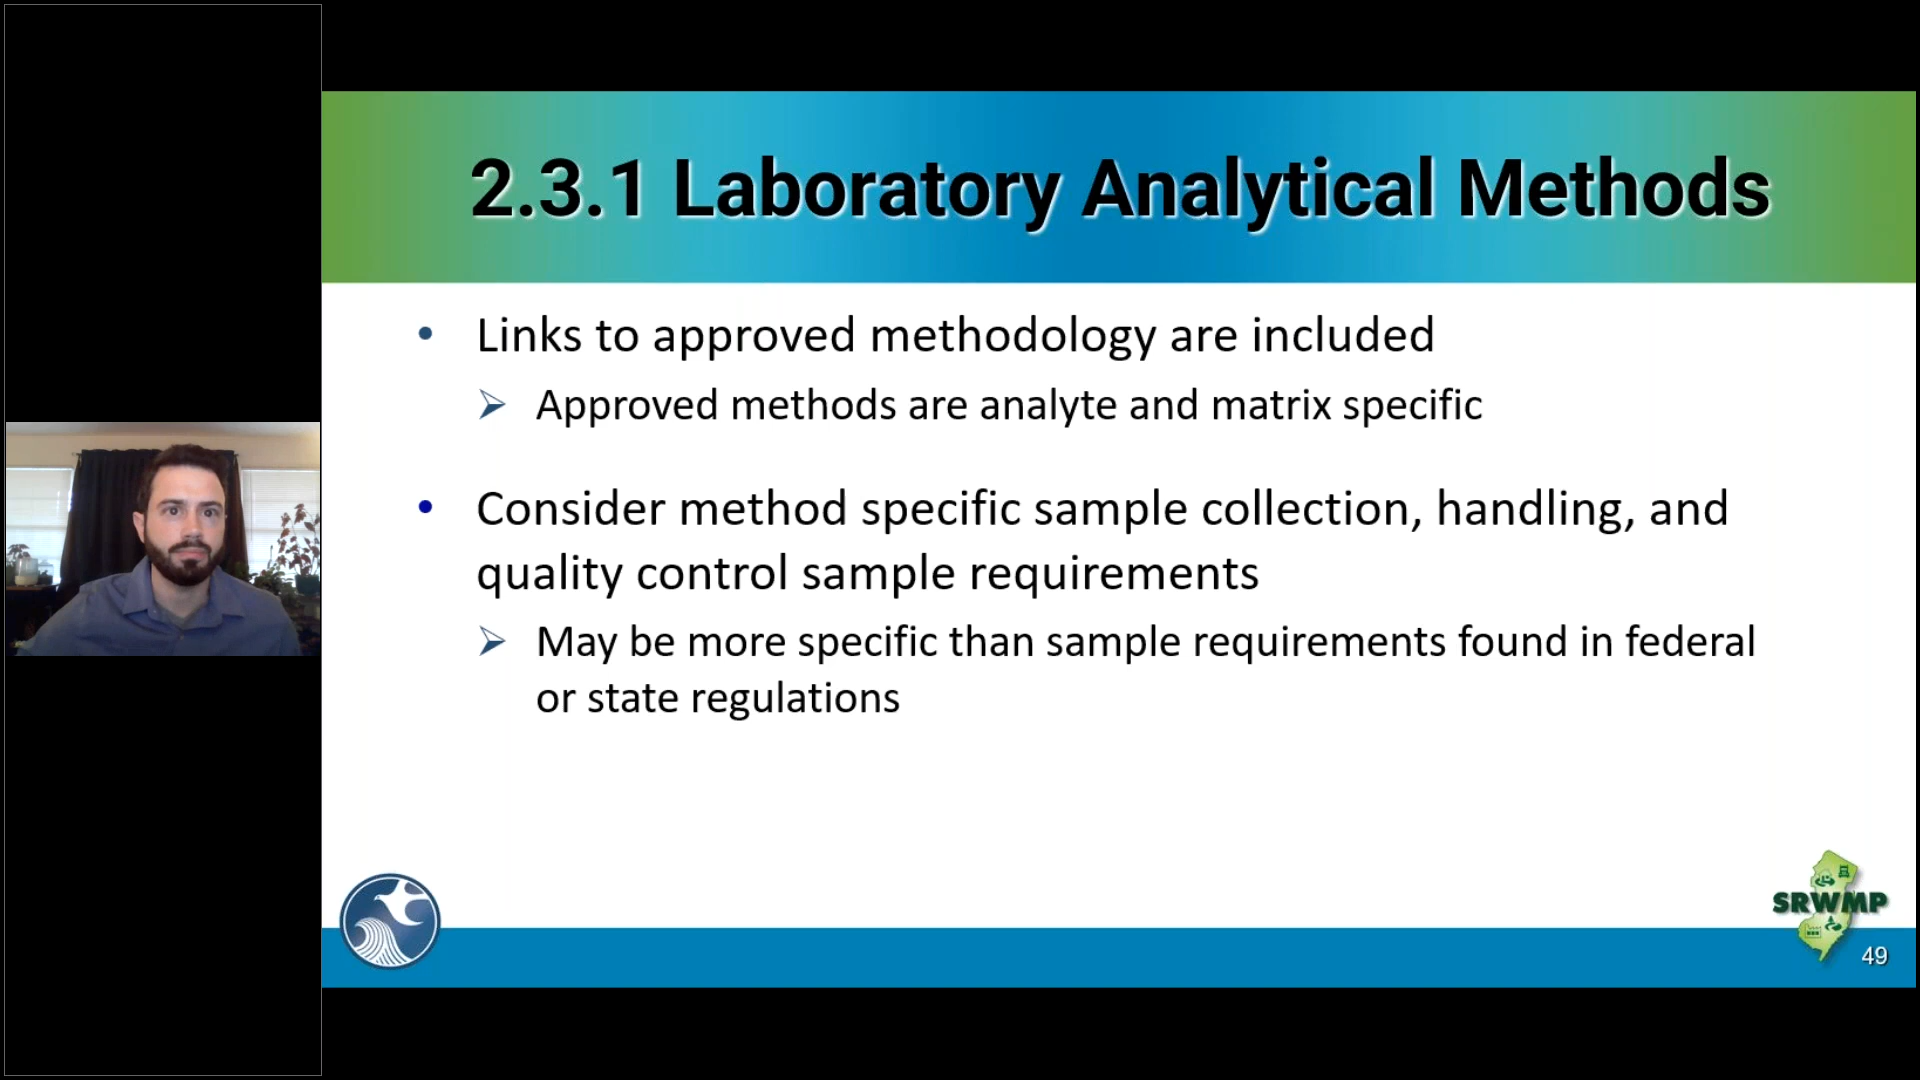 2.3.1 Laboratory Analytical Methods
• Links to approved methodology are included
➢ Approved methods are analyte and matrix specific
• Consider method specific sample collection, handling, and
quality control sample requirements
➢ May be more specific than sample requirements found in federal
or state regulations
SRWMP
49